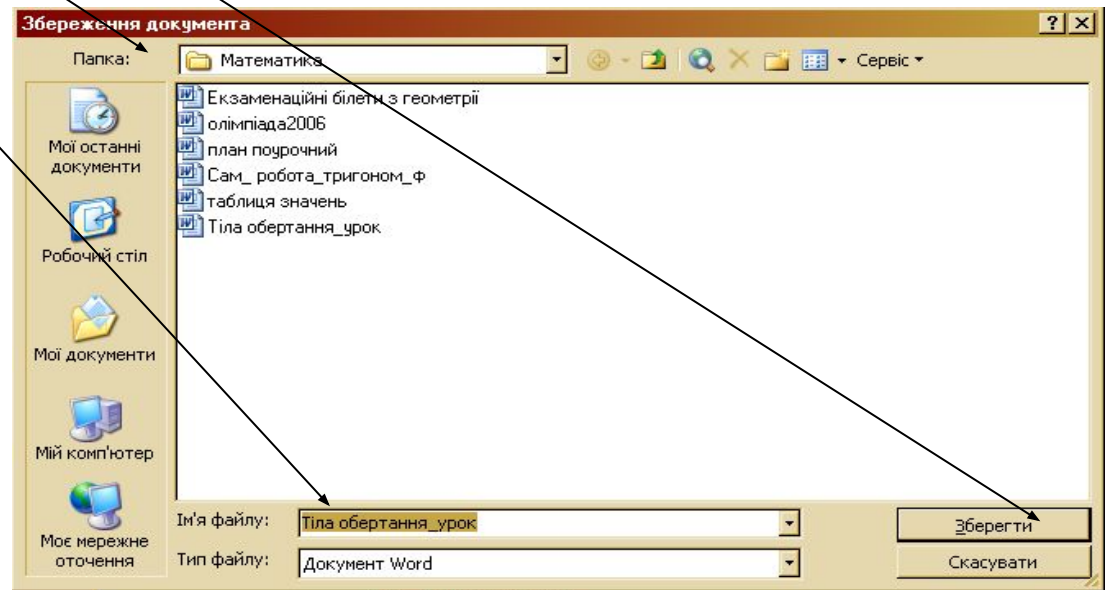 Збереження документа
Папка:
Математика
Сервіс
Екзаменаційні білети з геометрії
олімпіада2006
план поурочний
Сам_ робота_тригоном_ф
таблиця значень
Тіла обертання_урок
Мої останні
документи
Робочий стіл
Мої документи
Мій комп'ютер
Моє мережне
оточення
Ім'я файлу:
Тіла обертання_урок
Зберегти
Тип файлу:
Документ Word
Скасувати